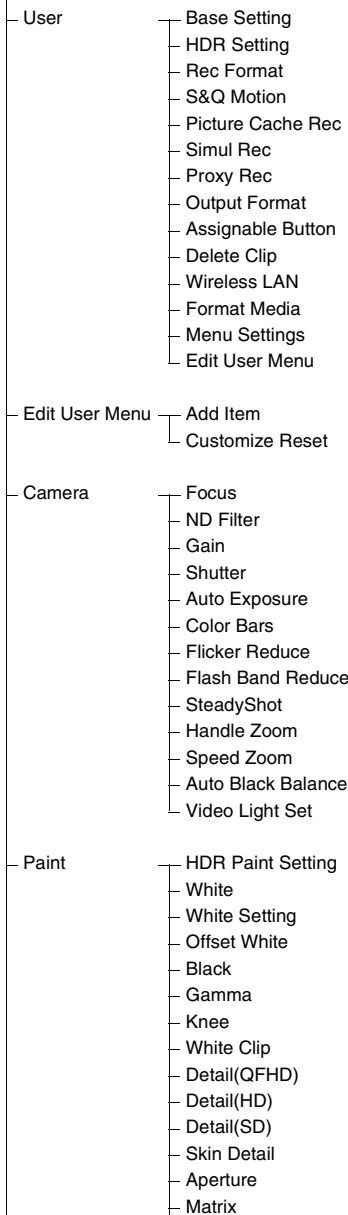 User Base Setting
HDR Setting
Rec Format
S&Q Motion
Picture Cache Rec
Simul Rec
Proxy Rec
Output Format
Assignable Button
Delete Clip
Wireless LAN
Format Media
Menu Settings
Edit User Menu
Edit User Menu Add Item
Customize Reset
Camera Focus
ND Filter
Gain
Shutter
Auto Exposure
Color Bars
Flicker Reduce
Flash Band Reduce
SteadyShot
Handle Zoom
Speed Zoom
Auto Black Balance
Video Light Set
Paint HDR Paint Setting
White
White Setting
Offset White
Black
Gamma
Knee
White Clip
Detail(QFHD)
Detail(HD)
Detail(SD)
Skin Detail
Aperture
Matrix